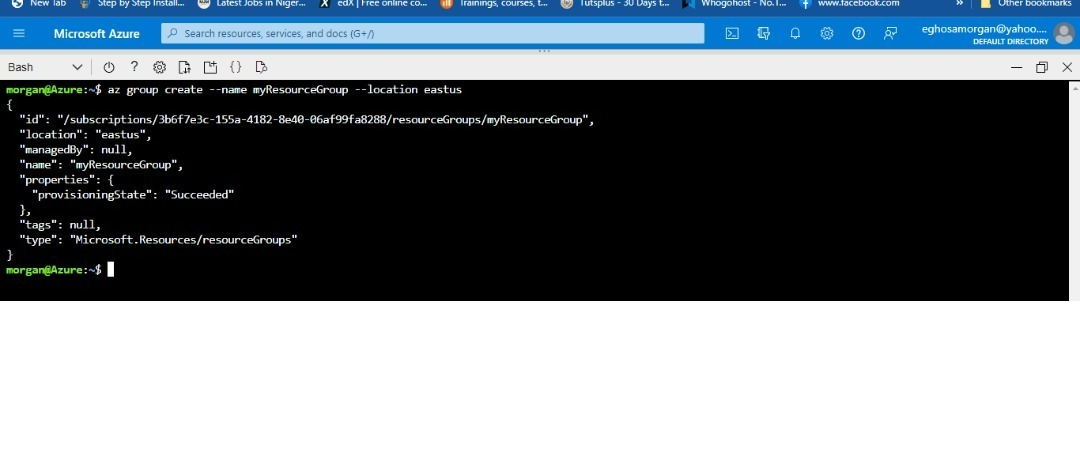 New Tab
Step by Step Install...
Latest Jobs in Niger...
edX | Free online co...
Trainings, courses, t...
Tutsplus - 30 Days t...
Whogohost - No.1...
www.facebook.com
»
Other bookmarks
Microsoft Azure
Search resources, services, and docs (G+/)
eghosamorgan@yahoo....
DEFAULT DIRECTORY
Bash
morgan@Azure:~$ az group create --name myResourceGroup --location eastus
{
  "id": "/subscriptions/3b6f7e3c-155a-4182-8e40-06af99fa8288/resourceGroups/myResourceGroup",
  "location": "eastus",
  "managedBy": null,
  "name": "myResourceGroup",
  "properties": {
    "provisioningState": "Succeeded"
  },
  "tags": null,
  "type": "Microsoft.Resources/resourceGroups"
}
morgan@Azure:~$